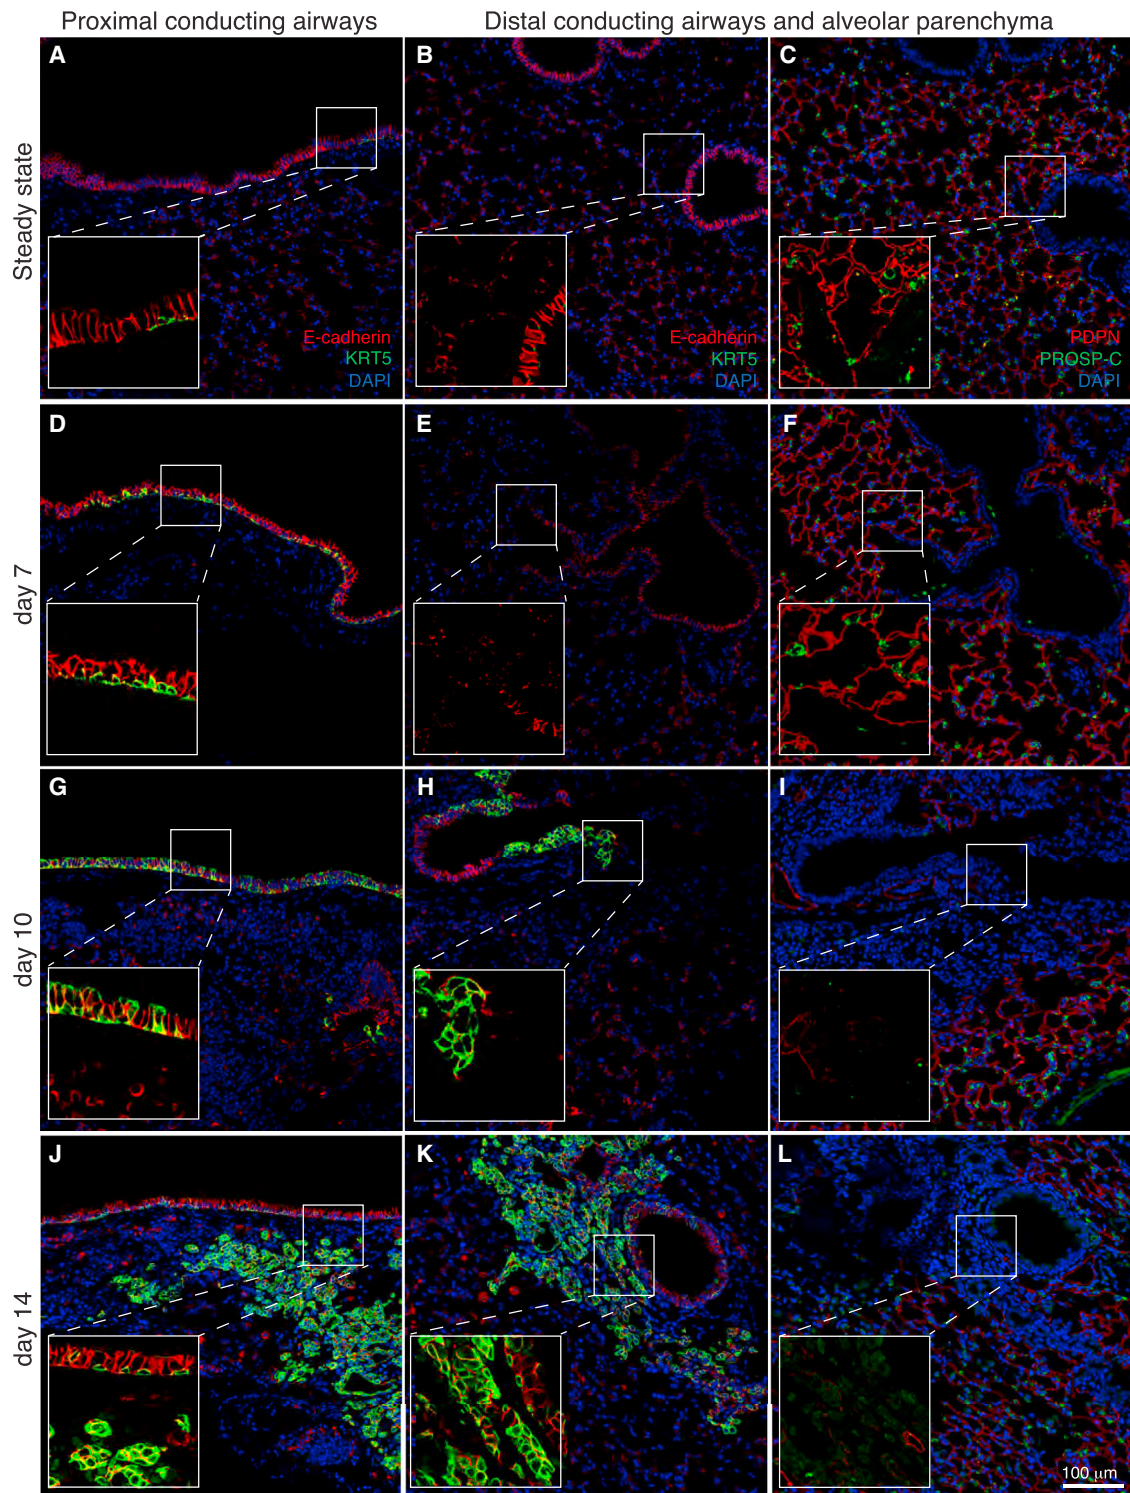 Proximal conducting airways
Distal conducting airways and alveolar parenchyma
Steady state
A
E-cadherin
KRT5
DAPI
B
E-cadherin
KRT5
DAPI
C
PDPN
PROSP-C
DAPI
day 7
D
E
F
day 10
G
H
I
day 14
J
K
L
100 µm